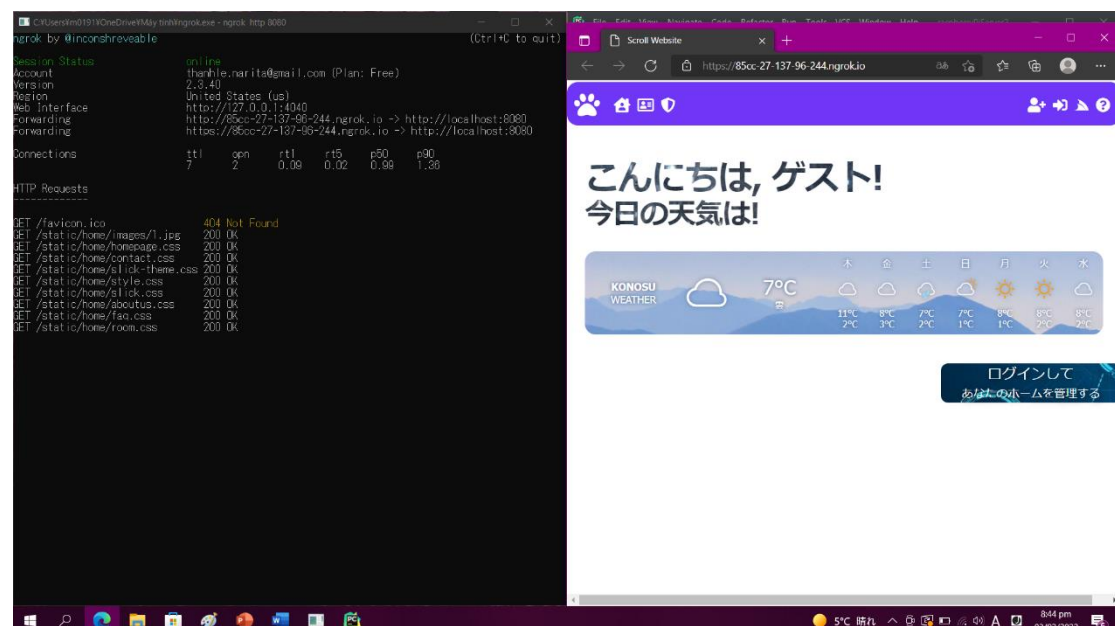 C:¥Users¥m0191¥OneDrive¥Máy tính¥ngrok.exe - ngrok http 8080
ngrok by @inconshreveable (Ctrl+C to quit)
Session Status online
Account thanhle.narita@gmail.com (Plan: Free)
Version 2.3.40
Region United States (us)
Web Interface http://127.0.0.1:4040
Forwarding http://85cc-27-137-96-244.ngrok.io -> http://localhost:8080
Forwarding https://85cc-27-137-96-244.ngrok.io -> http://localhost:8080
Connections ttl opn rt1 rt5 p50 p90
7 2 0.09 0.02 0.99 1.36
HTTP Requests
-------------
GET /favicon.ico 404 Not Found
GET /static/home/images/1.jpg 200 OK
GET /static/home/homepage.css 200 OK
GET /static/home/contact.css 200 OK
GET /static/home/slick-theme.css 200 OK
GET /static/home/style.css 200 OK
GET /static/home/slick.css 200 OK
GET /static/home/aboutus.css 200 OK
GET /static/home/faq.css 200 OK
GET /static/home/room.css 200 OK
File Edit View Navigate Code Refactor Run Tools VCS Window Help
Scroll Website
https://85cc-27-137-96-244.ngrok.io
こんにちは, ゲスト!
今日の天気は!
木 金 土 日 月 火 水
KONOSU
WEATHER
7°C
雲
11°C 8°C 7°C 7°C 8°C 8°C 8°C
2°C 3°C 2°C 1°C 1°C 2°C 2°C
ログインして
あなたのホームを管理する
5°C 晴れ
A
8:44 pm